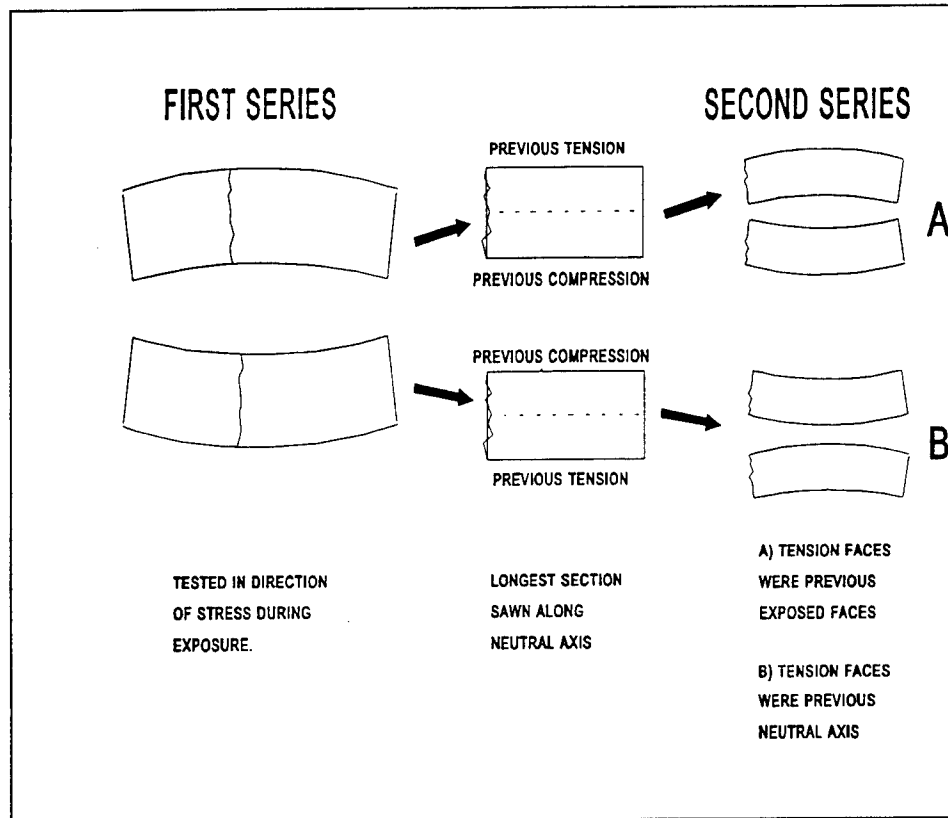 FIRST SERIES
SECOND SERIES
PREVIOUS TENSION
PREVIOUS COMPRESSION
A
PREVIOUS COMPRESSION
PREVIOUS TENSION
B
TESTED IN DIRECTION
OF STRESS DURING
EXPOSURE.
LONGEST SECTION
SAWN ALONG
NEUTRAL AXIS
A) TENSION FACES
WERE PREVIOUS
EXPOSED FACES
B) TENSION FACES
WERE PREVIOUS
NEUTRAL AXIS